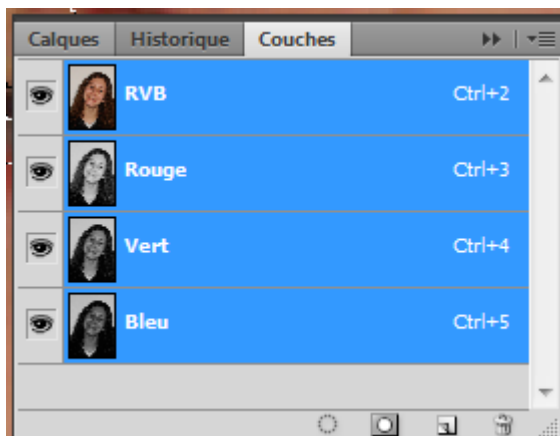 Calques Historique Couches
RVB Ctrl+2
Rouge Ctrl+3
Vert Ctrl+4
Bleu Ctrl+5